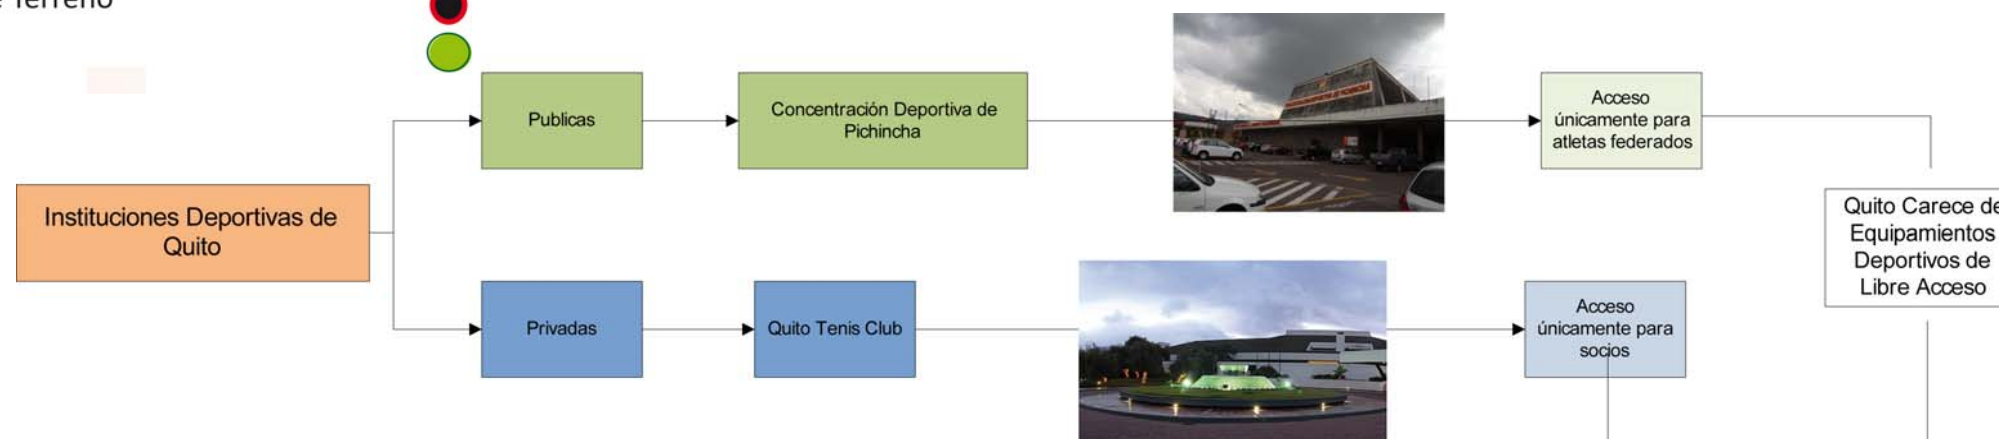 Terreno
Publicas
Concentración Deportiva de
Pichincha
Acceso
únicamente para
atletas federados
Instituciones Deportivas de
Quito
Quito Carece de
Equipamientos
Deportivos de
Libre Acceso
Privadas
Quito Tenis Club
Acceso
únicamente para
socios